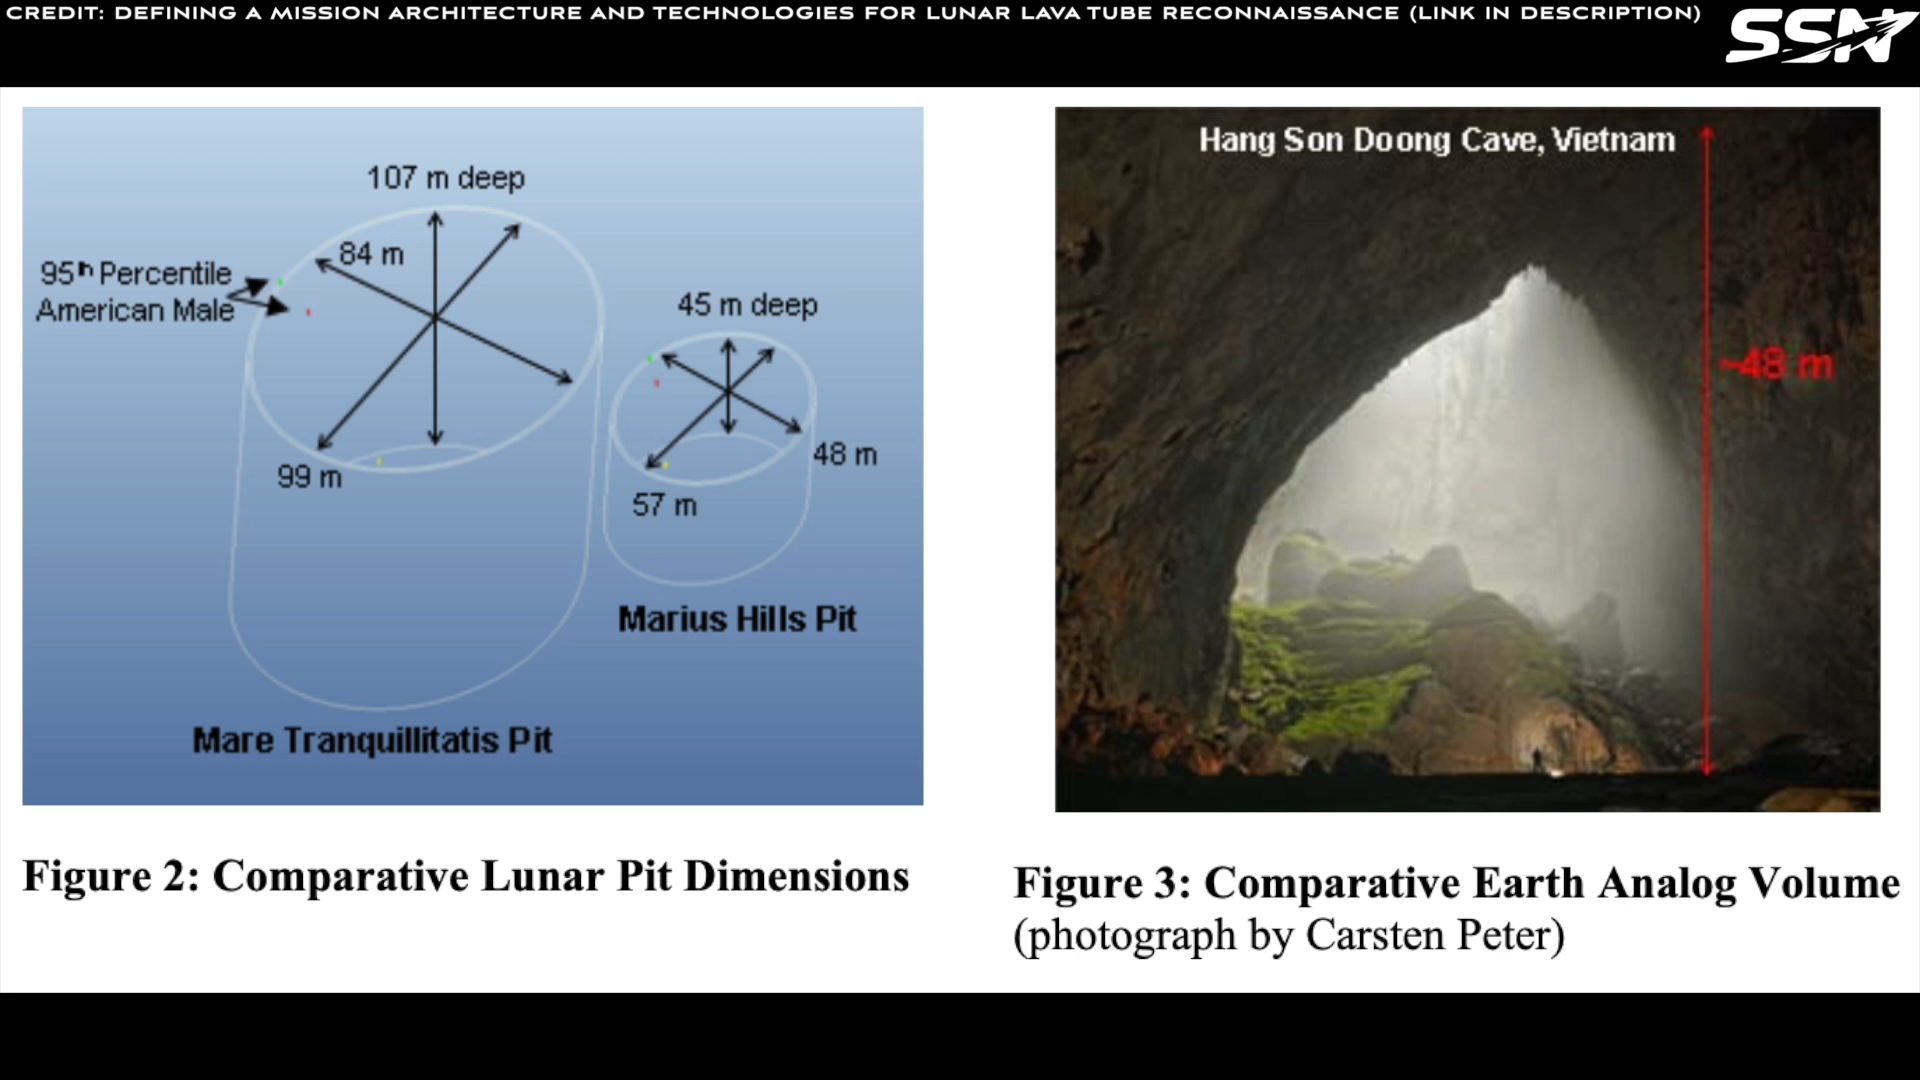 CREDIT: DEFINING A MISSION ARCHITECTURE AND TECHNOLOGIES FOR LUNAR LAVA TUBE RECONNAISSANCE (LINK IN DESCRIPTION)
SSN
107 m deep
84 m
95ʰ Percentile
American Male
99 m
45 m deep
48 m
57 m
Marius Hills Pit
Mare Tranquillitatis Pit
Figure 2: Comparative Lunar Pit Dimensions
Hang Son Doong Cave, Vietnam
~48 m
Figure 3: Comparative Earth Analog Volume
(photograph by Carsten Peter)